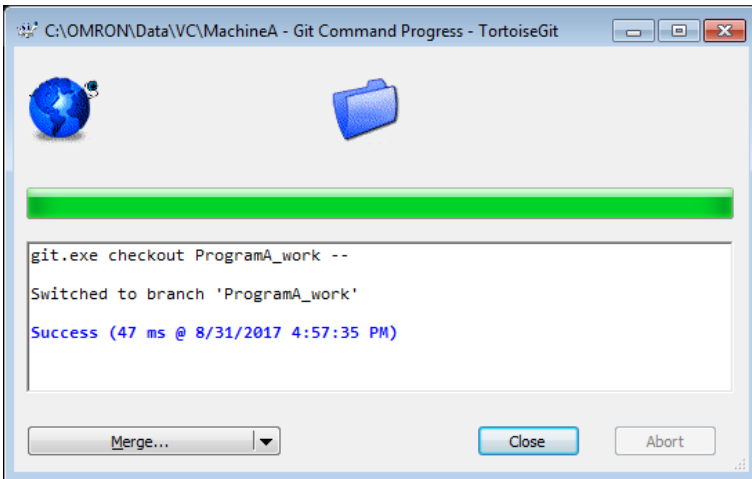 C:\OMRON\Data\VC\MachineA - Git Command Progress - TortoiseGit
git.exe checkout ProgramA_work --
Switched to branch 'ProgramA_work'
Success (47 ms @ 8/31/2017 4:57:35 PM)
Merge...
Close
Abort